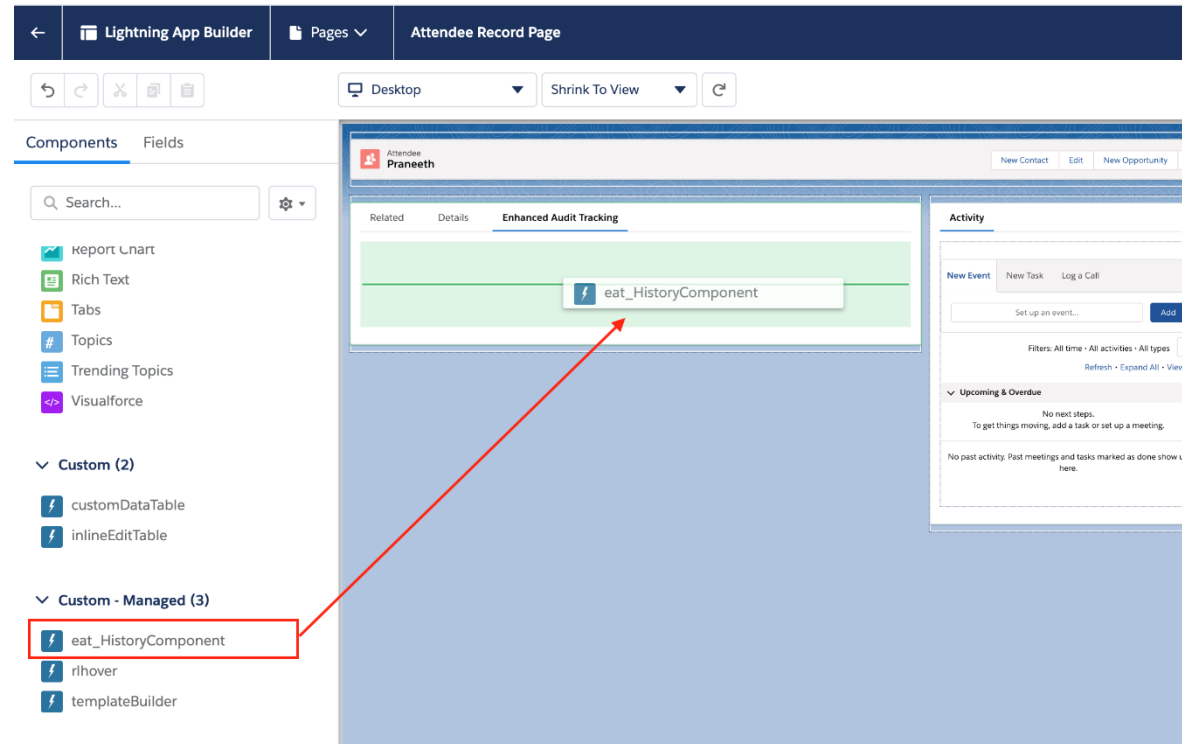 Lightning App Builder
Pages
Attendee Record Page
Desktop
Shrink To View
Components
Fields
Search...
Report Chart
Rich Text
Tabs
# Topics
Trending Topics
</> Visualforce
Custom (2)
customDataTable
inlineEditTable
Custom - Managed (3)
eat_HistoryComponent
rlhover
templateBuilder
Attendee
Praneeth
New Contact
Edit
New Opportunity
Related
Details
Enhanced Audit Tracking
eat_HistoryComponent
Activity
New Event
New Task
Log a Call
Set up an event...
Add
Filters: All time • All activities • All types
Refresh • Expand All • View
Upcoming & Overdue
No next steps.
To get things moving, add a task or set up a meeting.
No past activity. Past meetings and tasks marked as done show
here.